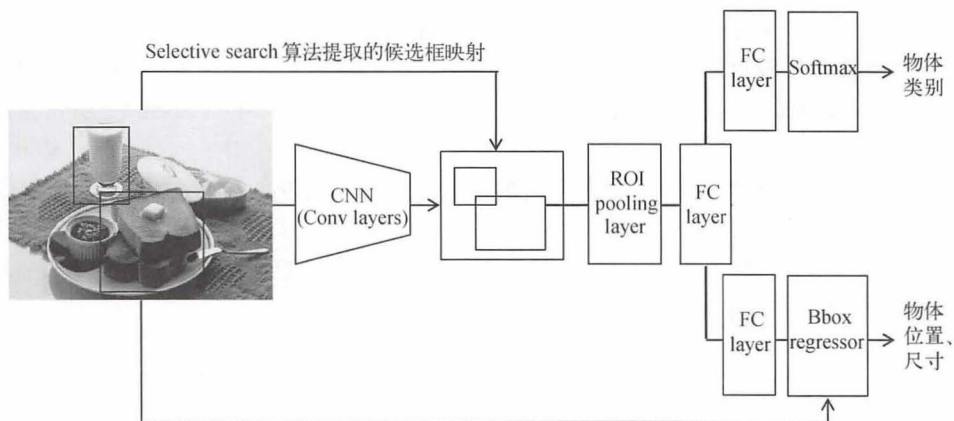 Selective search 算法提取的候选框映射
CNN
(Conv layers)
ROI
pooling
layer
FC
layer
FC
layer
Softmax
物体
类别
FC
layer
Bbox
regressor
物体
位置、
尺寸